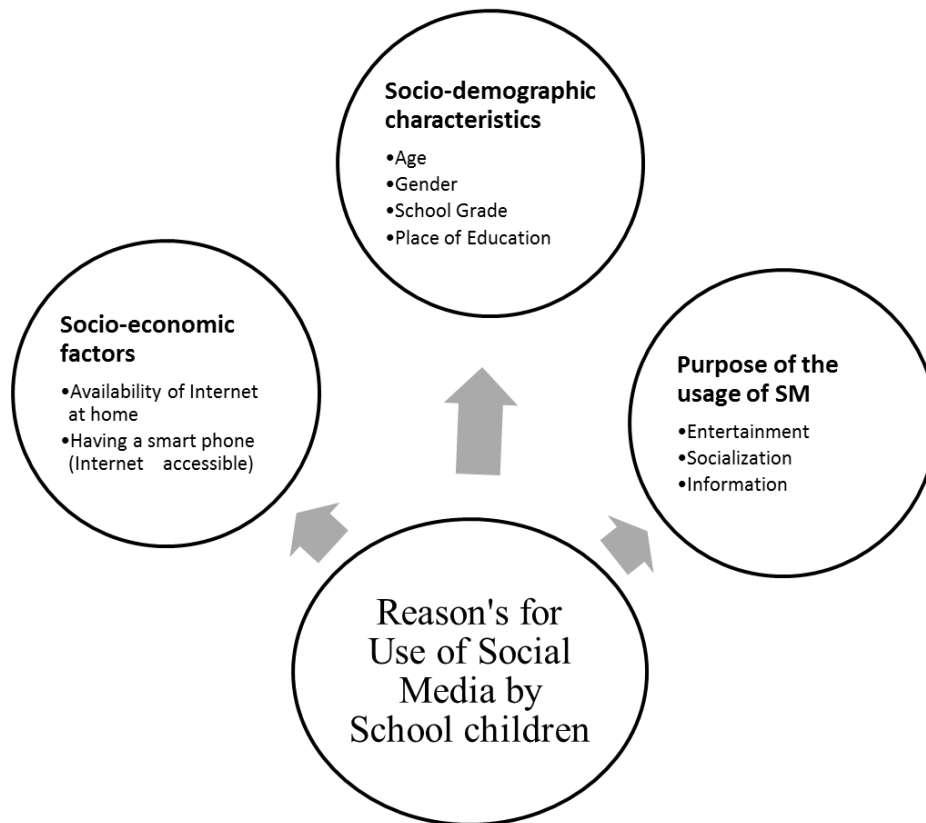 Socio-demographic
characteristics
•Age
•Gender
•School Grade
•Place of Education
Socio-economic
factors
•Availability of Internet
at home
•Having a smart phone
(Internet accessible)
Purpose of the
usage of SM
•Entertainment
•Socialization
•Information
Reason's for
Use of Social
Media by
School children